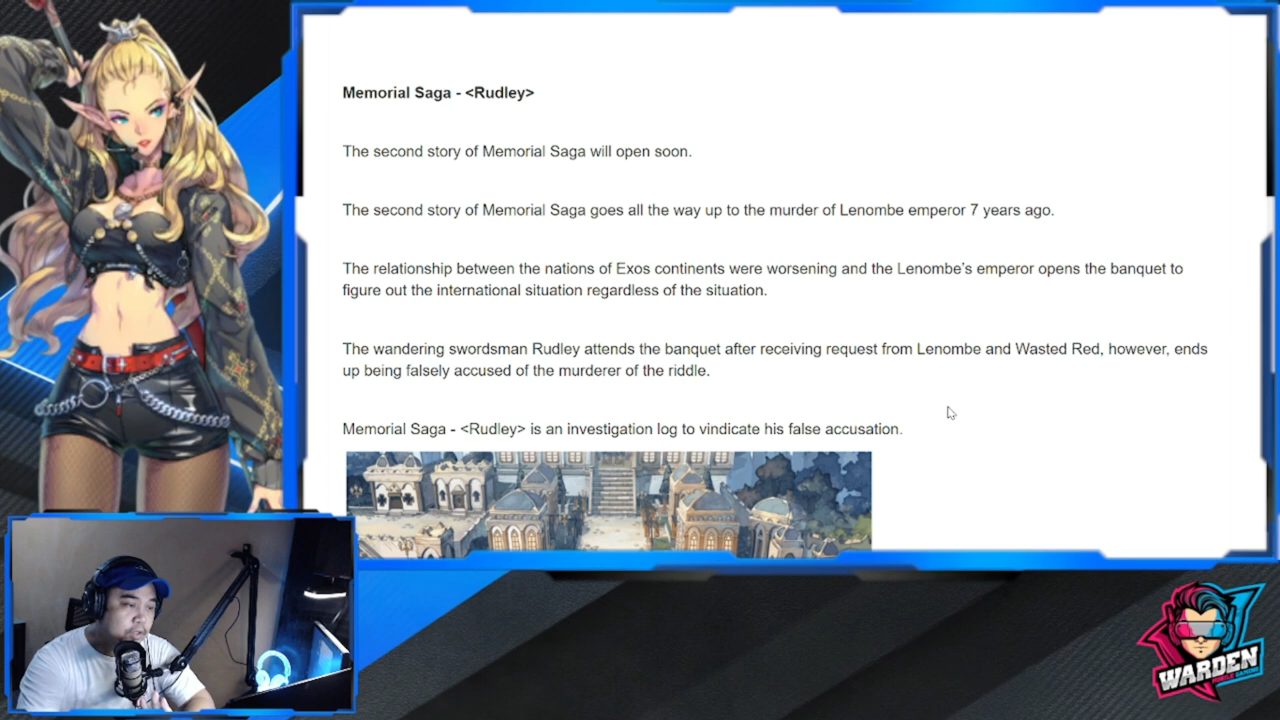 Memorial Saga - <Rudley>
The second story of Memorial Saga will open soon.
The second story of Memorial Saga goes all the way up to the murder of Lenombe emperor 7 years ago.
The relationship between the nations of Exos continents were worsening and the Lenombe's emperor opens the banquet to
figure out the international situation regardless of the situation.
The wandering swordsman Rudley attends the banquet after receiving request from Lenombe and Wasted Red, however, ends
up being falsely accused of the murderer of the riddle.
Memorial Saga - <Rudley> is an investigation log to vindicate his false accusation.
WARDEN
MOBILE GAMING